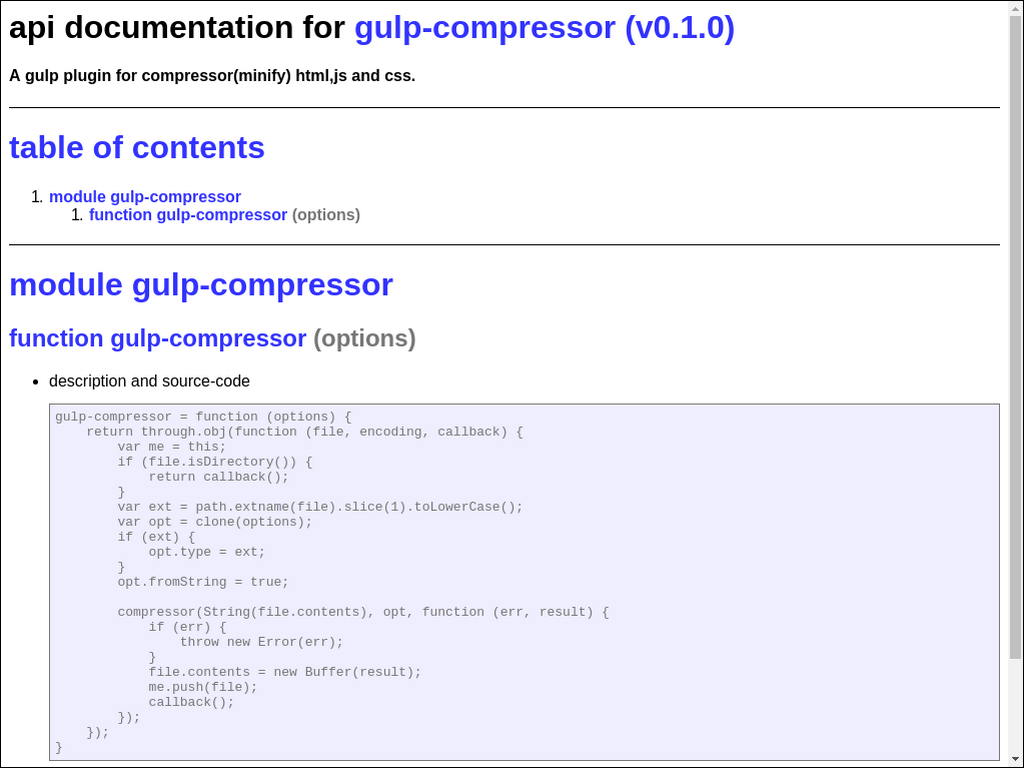 api documentation for gulp-compressor (v0.1.0)
A gulp plugin for compressor(minify) html,js and css.
table of contents
1. module gulp-compressor
1. function gulp-compressor (options)
module gulp-compressor
function gulp-compressor (options)
• description and source-code
gulp-compressor = function (options) {
    return through.obj(function (file, encoding, callback) {
        var me = this;
        if (file.isDirectory()) {
            return callback();
        }
        var ext = path.extname(file).slice(1).toLowerCase();
        var opt = clone(options);
        if (ext) {
            opt.type = ext;
        }
        opt.fromString = true;

        compressor(String(file.contents), opt, function (err, result) {
            if (err) {
                throw new Error(err);
            }
            file.contents = new Buffer(result);
            me.push(file);
            callback();
        });
    });
}